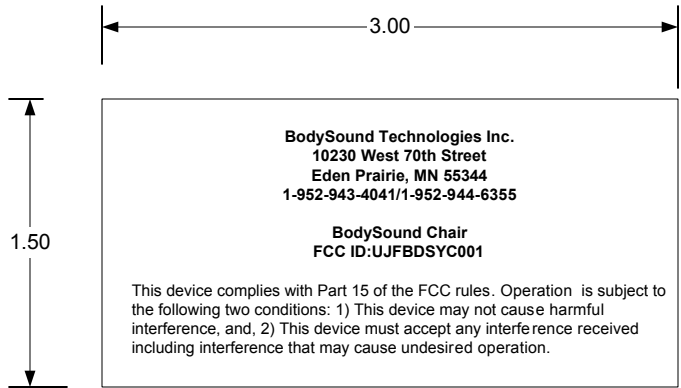 3.00
1.50
BodySound Technologies Inc.
10230 West 70th Street
Eden Prairie, MN 55344
1-952-943-4041/1-952-944-6355
BodySound Chair
FCC ID:UJFBDSYC001
This device complies with Part 15 of the FCC rules. Operation is subject to
the following two conditions: 1) This device may not cause harmful
interference, and, 2) This device must accept any interference received
including interference that may cause undesired operation.